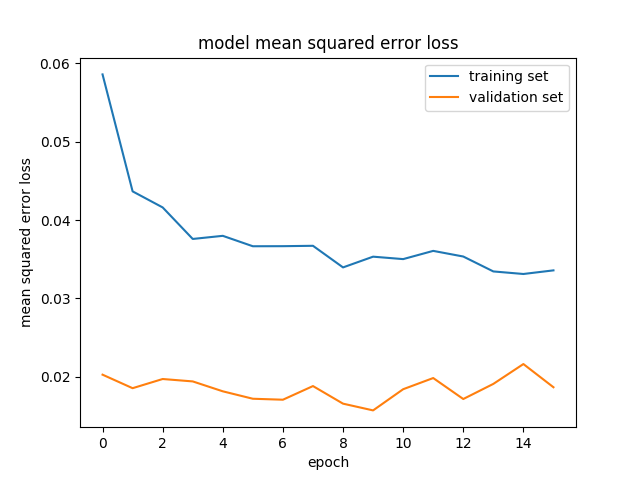 model mean squared error loss
training set
validation set
0.06
0.05
0.04
0.03
0.02
mean squared error loss
0 2 4 6 8 10 12 14
epoch